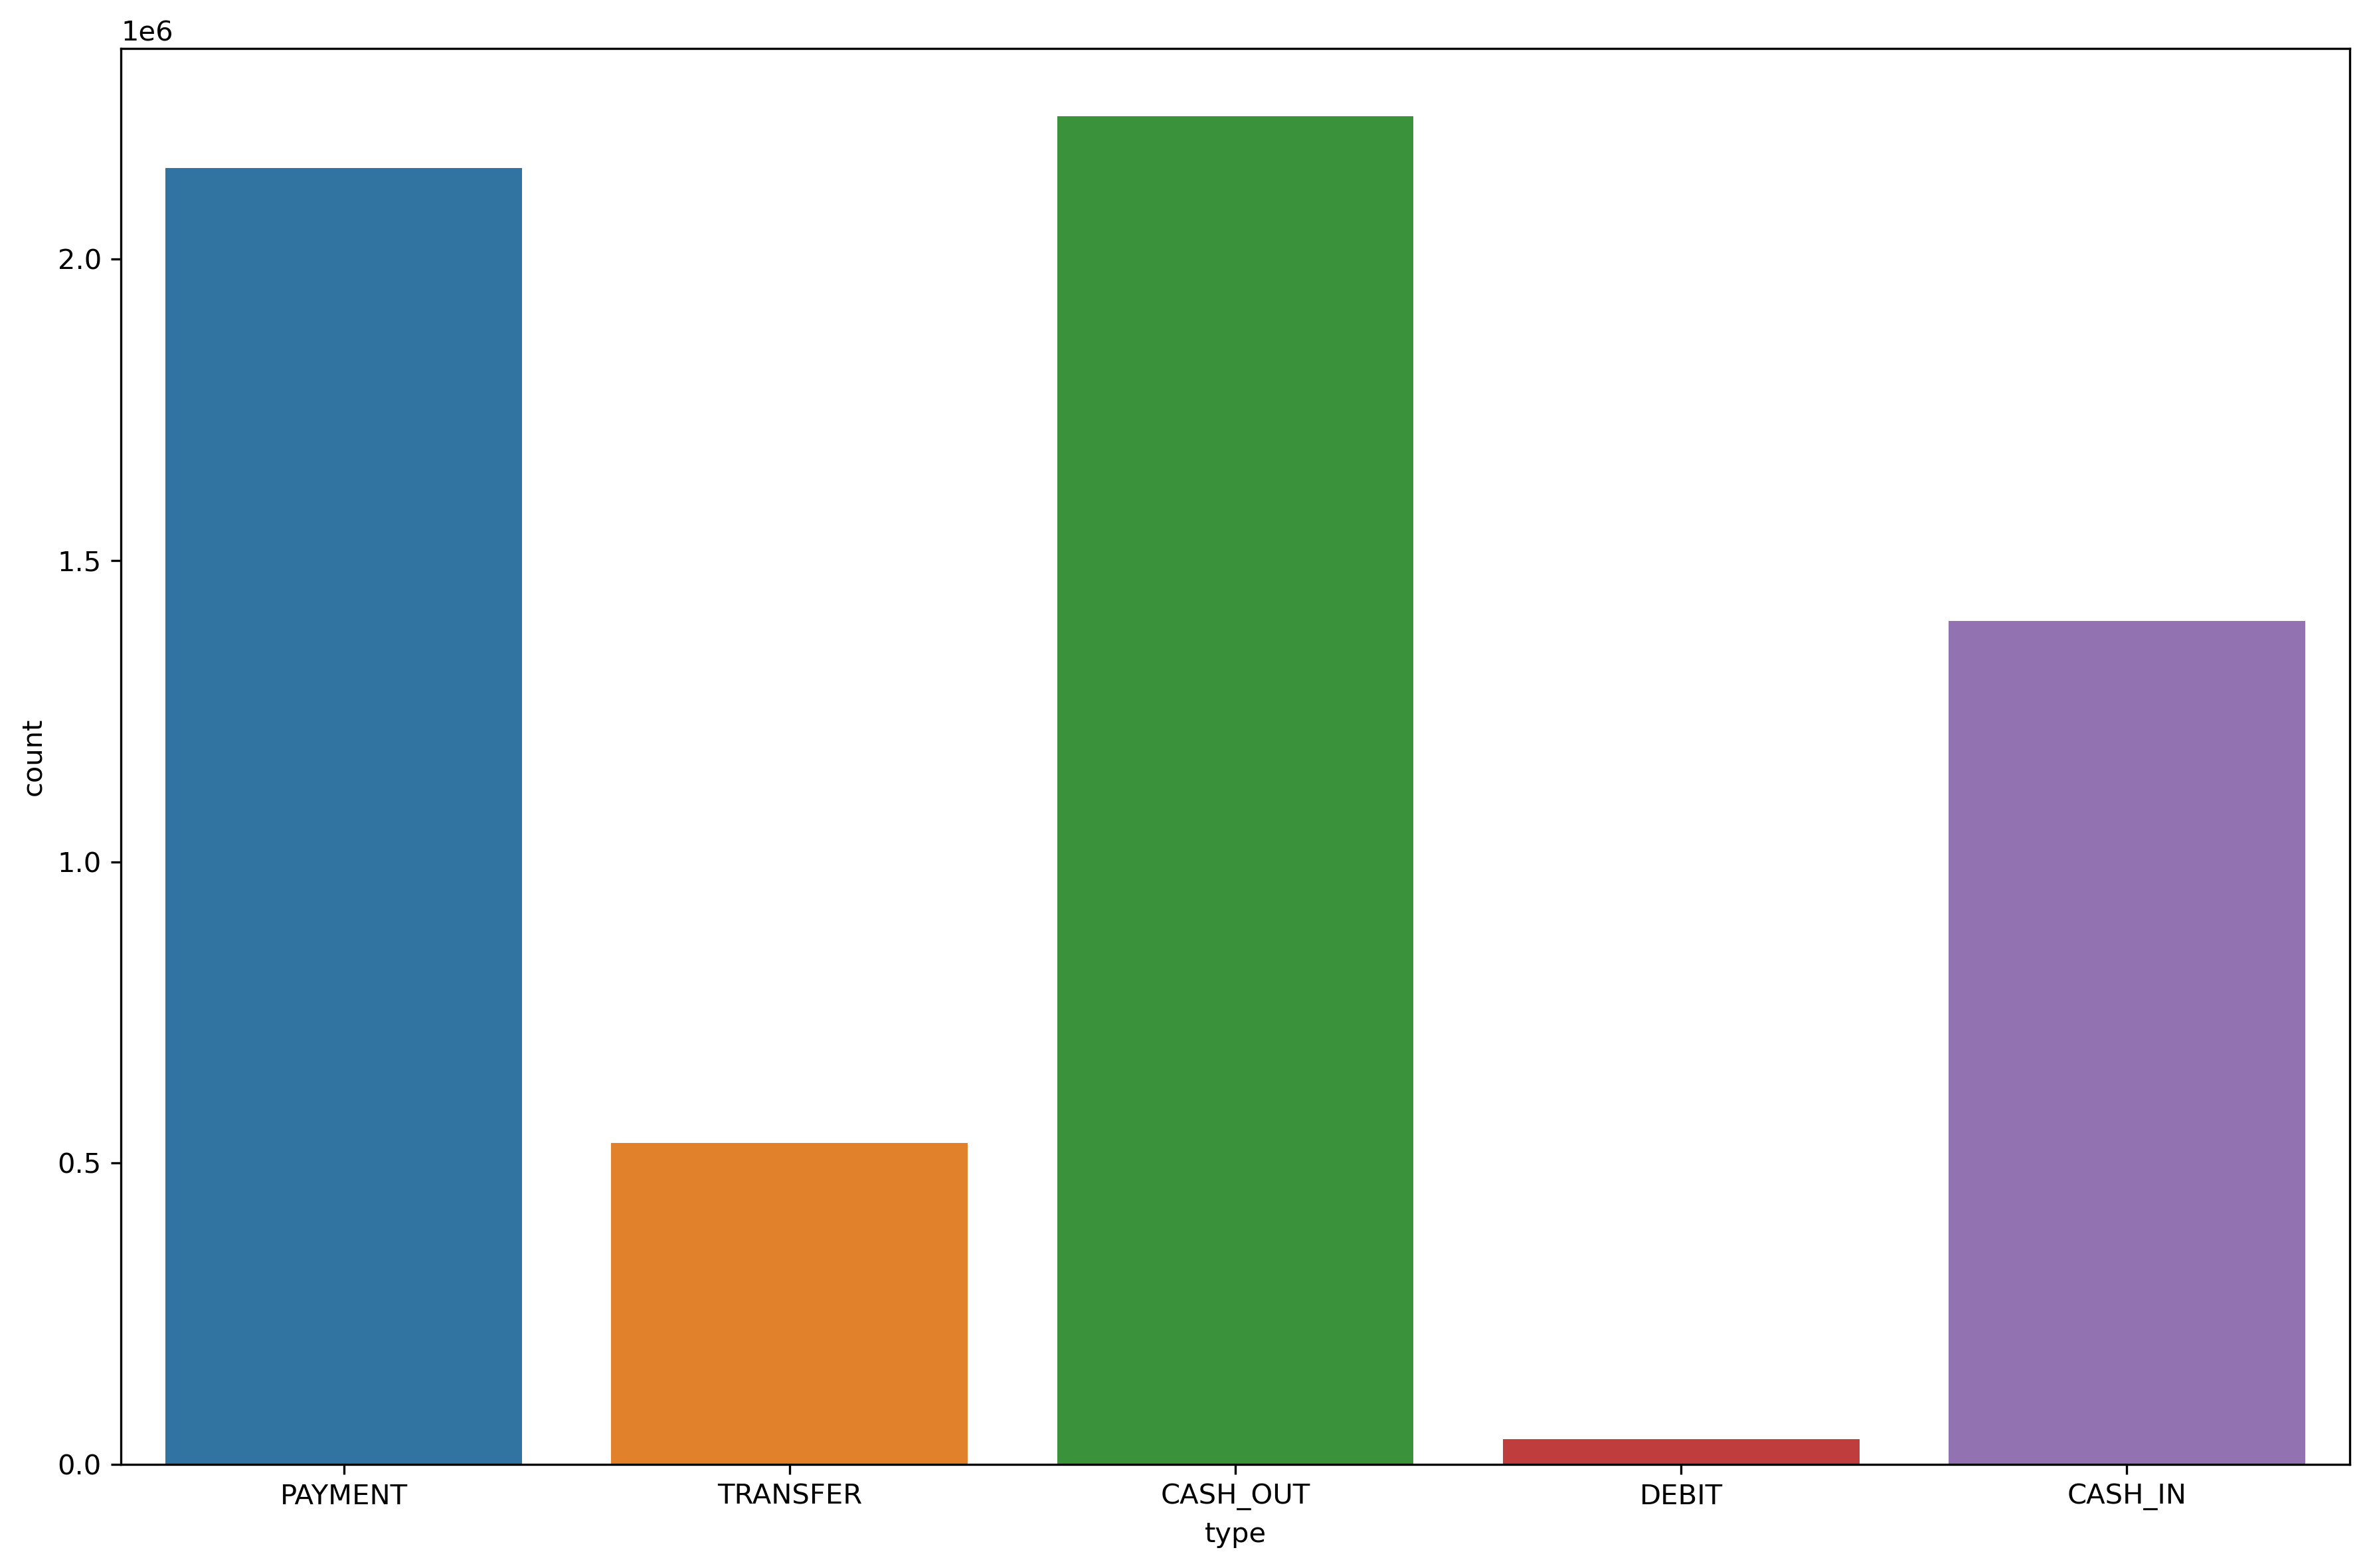 1e6
2.0
1.5
1.0
0.5
0.0
count
PAYMENT TRANSFER CASH_OUT DEBIT CASH_IN
type